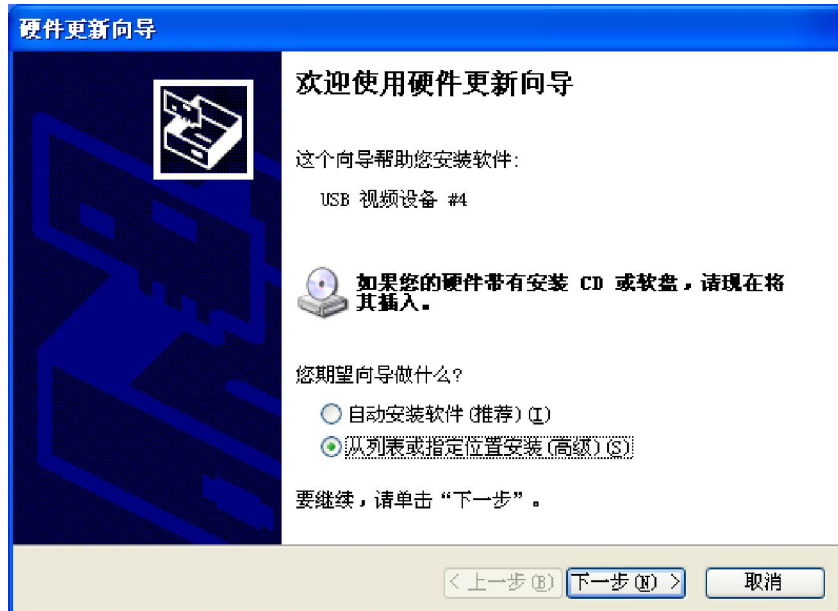 硬件更新向导
欢迎使用硬件更新向导
这个向导帮助您安装软件:
USB 视频设备 #4
如果您的硬件带有安装 CD 或软盘，请现在将
其插入。
您期望向导做什么?
自动安装软件(推荐)(I)
从列表或指定位置安装(高级)(S)
要继续，请单击“下一步”。
< 上一步(B) 下一步(N) > 取消